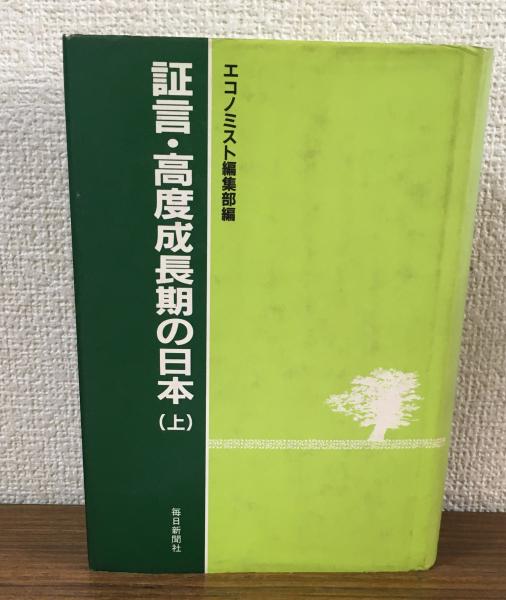 エコノミスト編集部編
証言・高度成長期の日本(上)
毎日新聞社